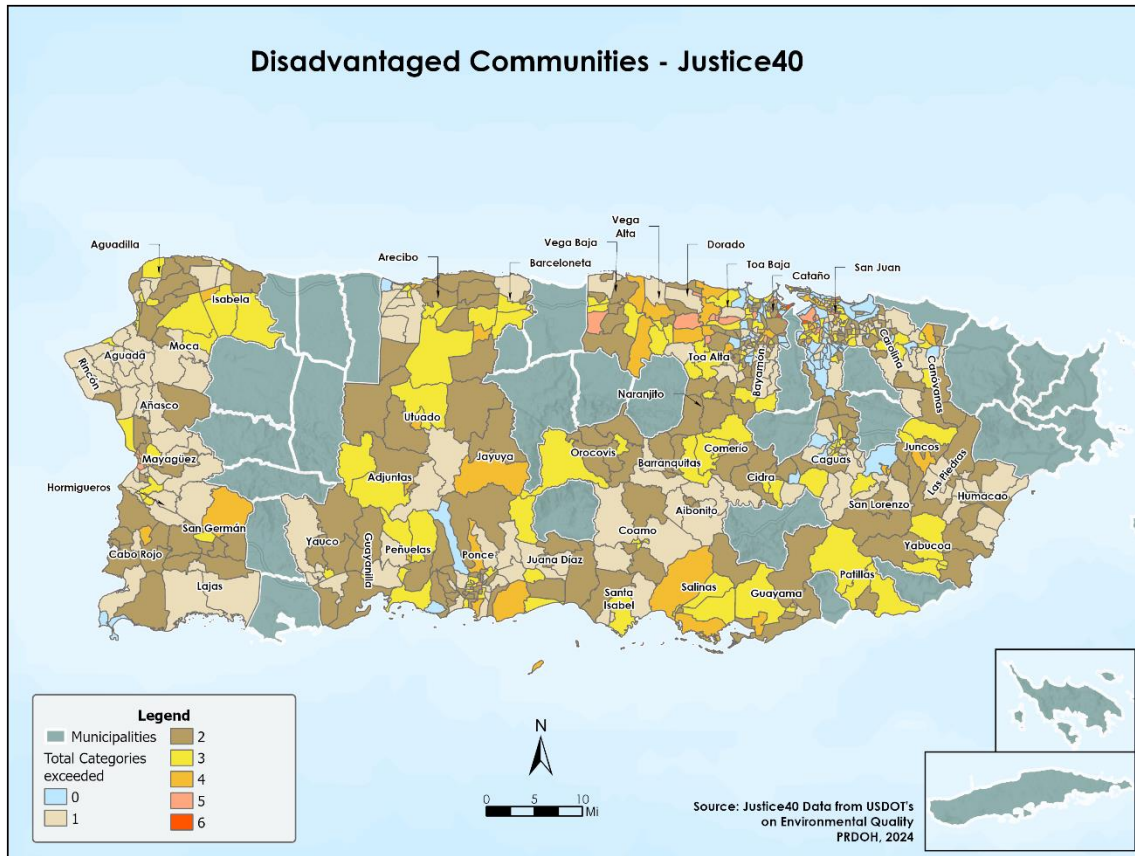 Disadvantaged Communities - Justice40
Vega
Alta
Aguadilla
Vega Baja
Dorado
Arecibo
Barceloneta
Toa Baja
Cataño
San Juan
Isabela
Moca
Aguada
Rincón
Añasco
Toa Alta
Bayamón
Carolina
Canóvanas
Naranjito
Utuado
Mayagüez
Hormigueros
Adjuntas
Jayuya
Orocovis
Barranquitas
Comerio
Cidra
Caguas
Juncos
Las Piedras
San Lorenzo
Humacao
San Germán
Aibonito
Coamo
Cabo Rojo
Yauco
Guayanilla
Peñuelas
Ponce
Juana Díaz
Yabucoa
Lajas
Santa
Isabel
Salinas
Guayama
Patillas
Legend
Municipalities
Total Categories
exceeded
0
1
2
3
4
5
6
N
0 5 10
Mi
Source: Justice40 Data from USDOT's
on Environmental Quality
PRDOH, 2024